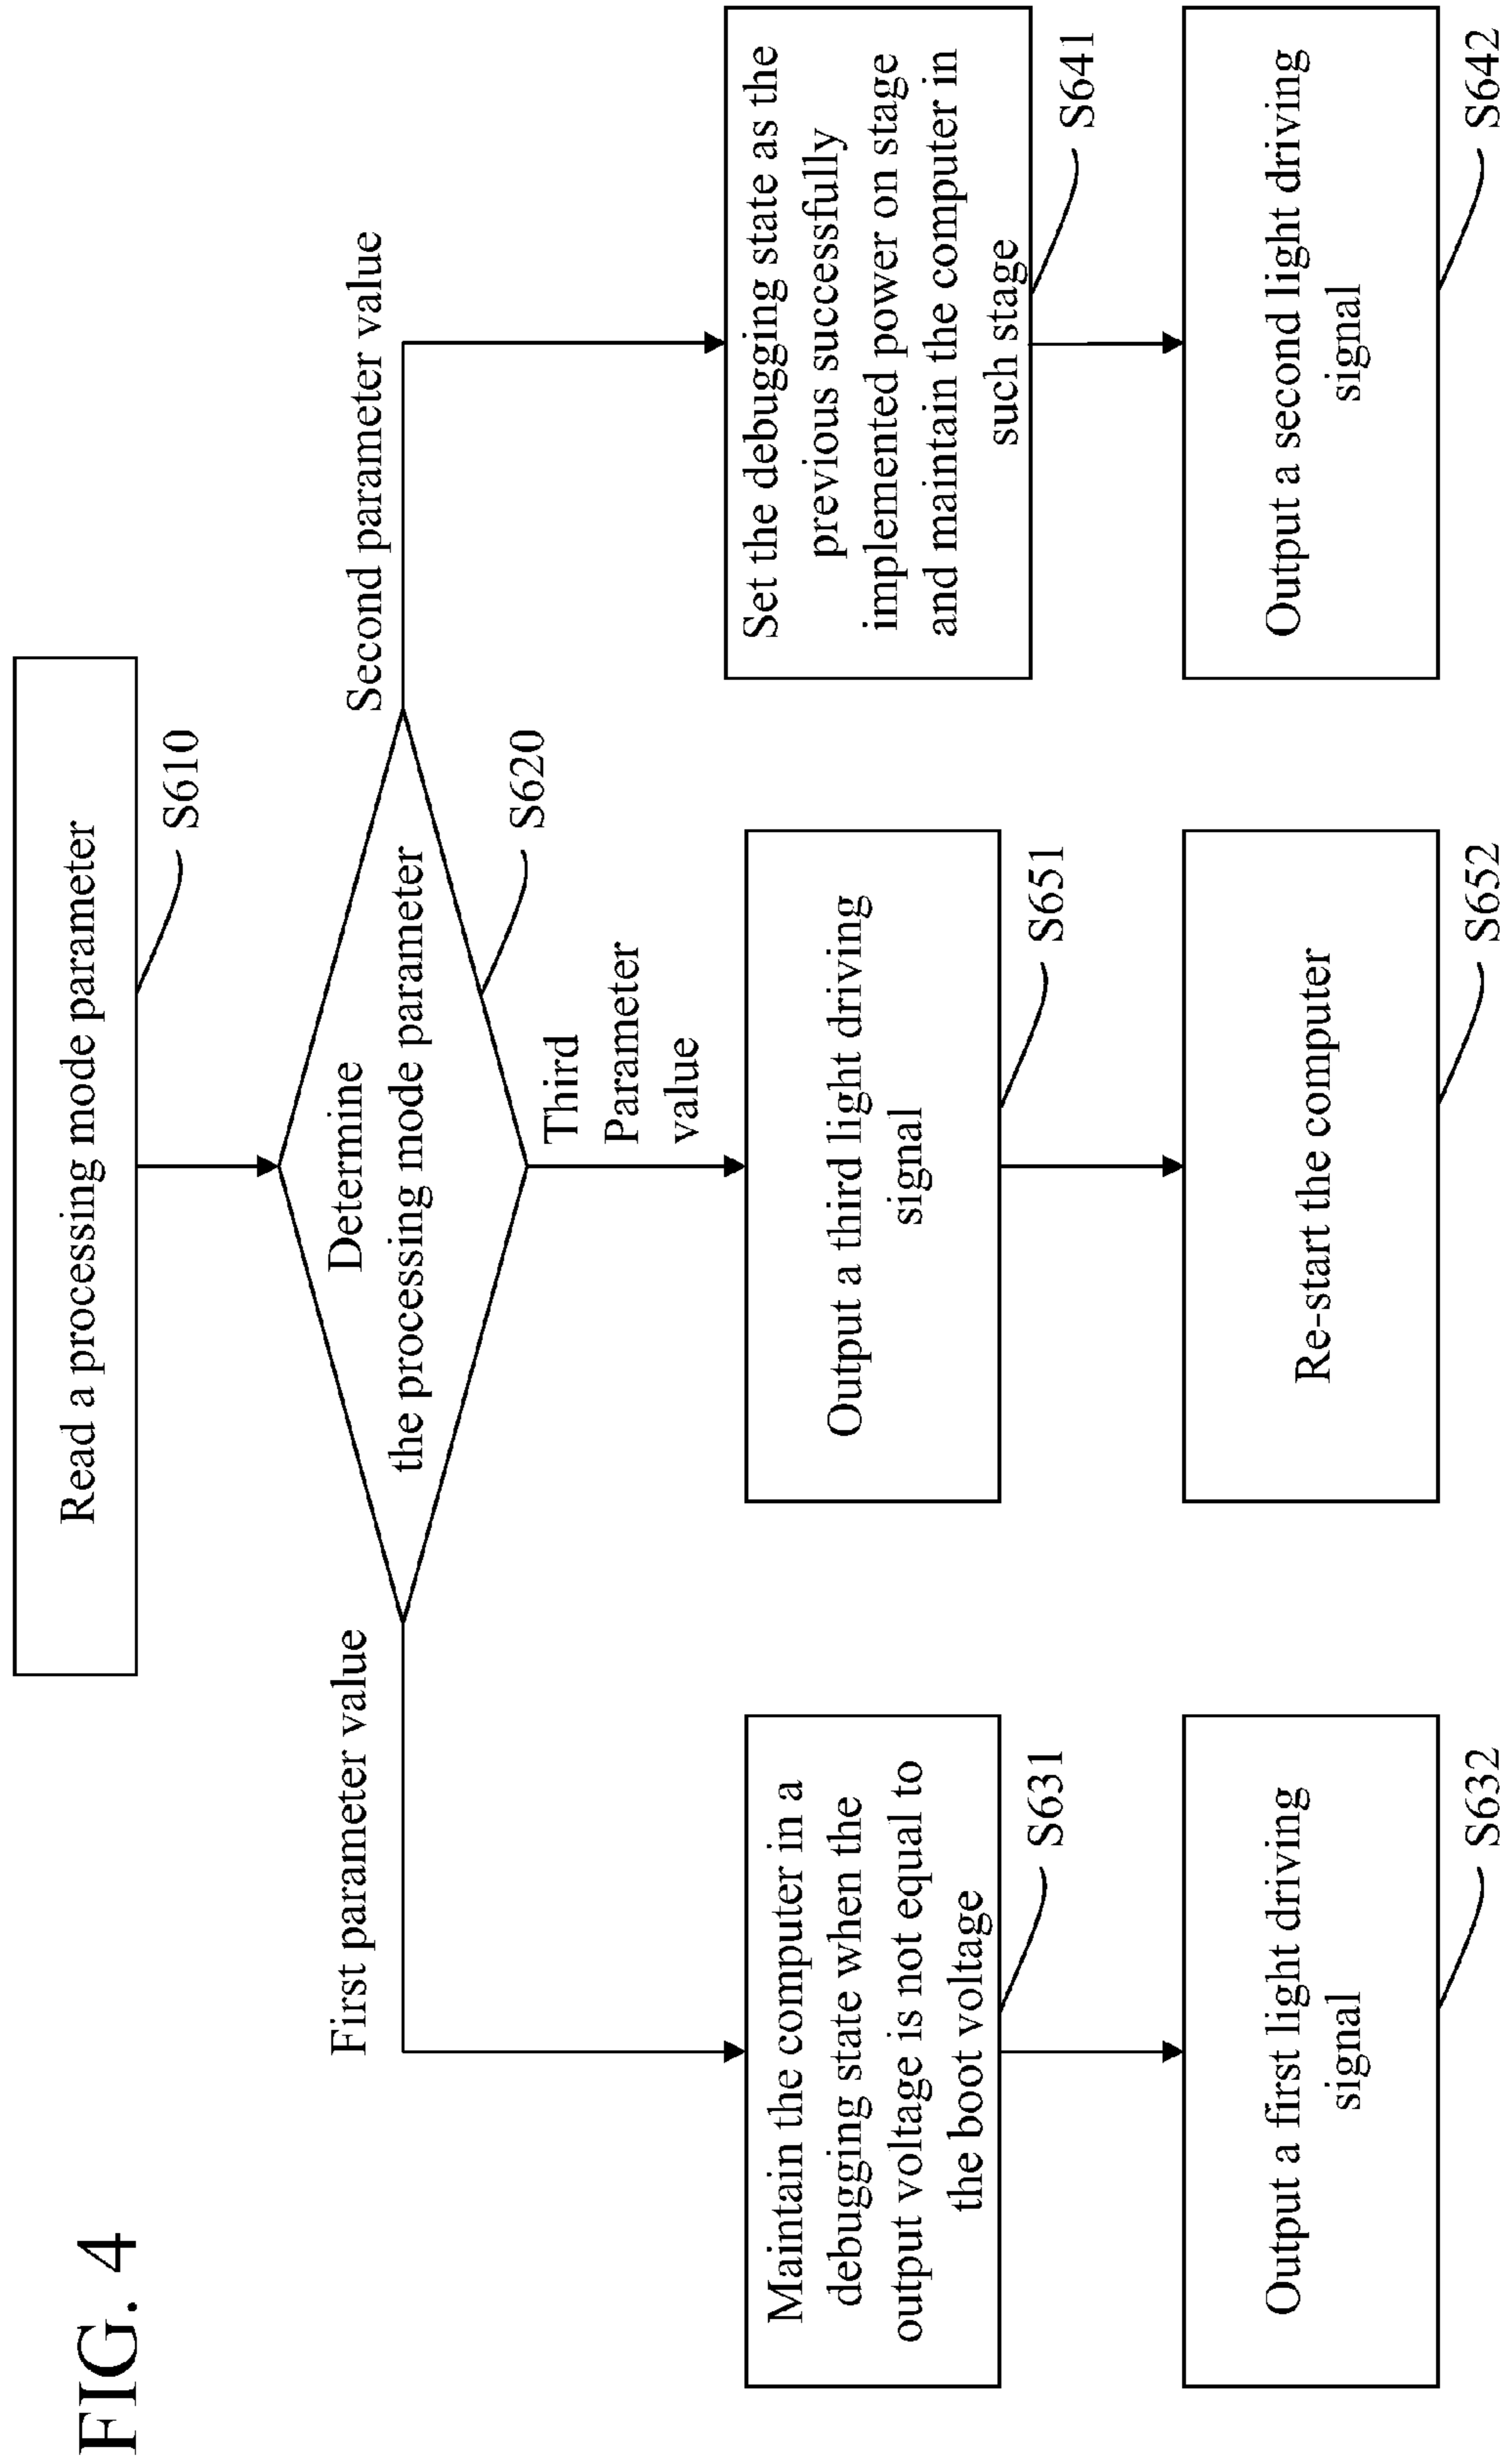 FIG. 4
Read a processing mode parameter
S610
Determine
the processing mode parameter
S620
First parameter value
Third
Parameter
value
Second parameter value
Maintain the computer in a
debugging state when the
output voltage is not equal to
the boot voltage
S631
Output a first light driving
signal
S632
Output a third light driving
signal
S651
Re-start the computer
S652
Set the debugging state as the
previous successfully
implemented power on stage
and maintain the computer in
such stage
S641
Output a second light driving
signal
S642